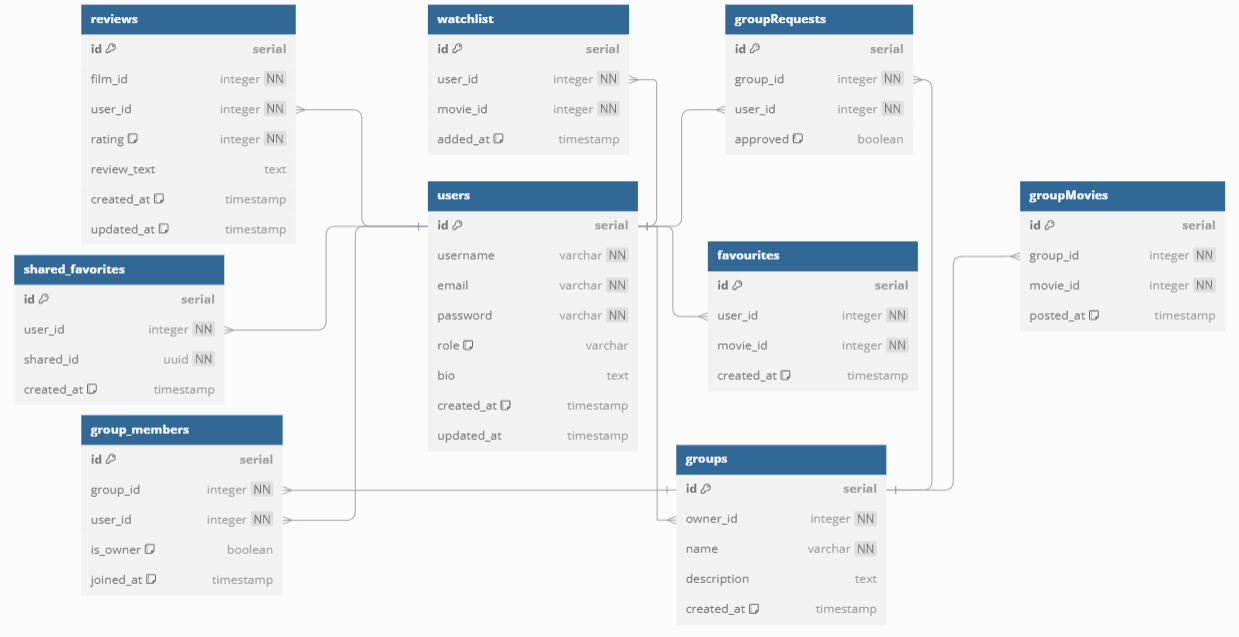 reviews
id serial
film_id integer NN
user_id integer NN
rating integer NN
review_text text
created_at timestamp
updated_at timestamp
watchlist
id serial
user_id integer NN
movie_id integer NN
added_at timestamp
groupRequests
id serial
group_id integer NN
user_id integer NN
approved boolean
users
id serial
username varchar NN
email varchar NN
password varchar NN
role varchar
bio text
created_at timestamp
updated_at timestamp
groupMovies
id serial
group_id integer NN
movie_id integer NN
posted_at timestamp
shared_favorites
id serial
user_id integer NN
shared_id uuid NN
created_at timestamp
favourites
id serial
user_id integer NN
movie_id integer NN
created_at timestamp
group_members
id serial
group_id integer NN
user_id integer NN
is_owner boolean
joined_at timestamp
groups
id serial
owner_id integer NN
name varchar NN
description text
created_at timestamp